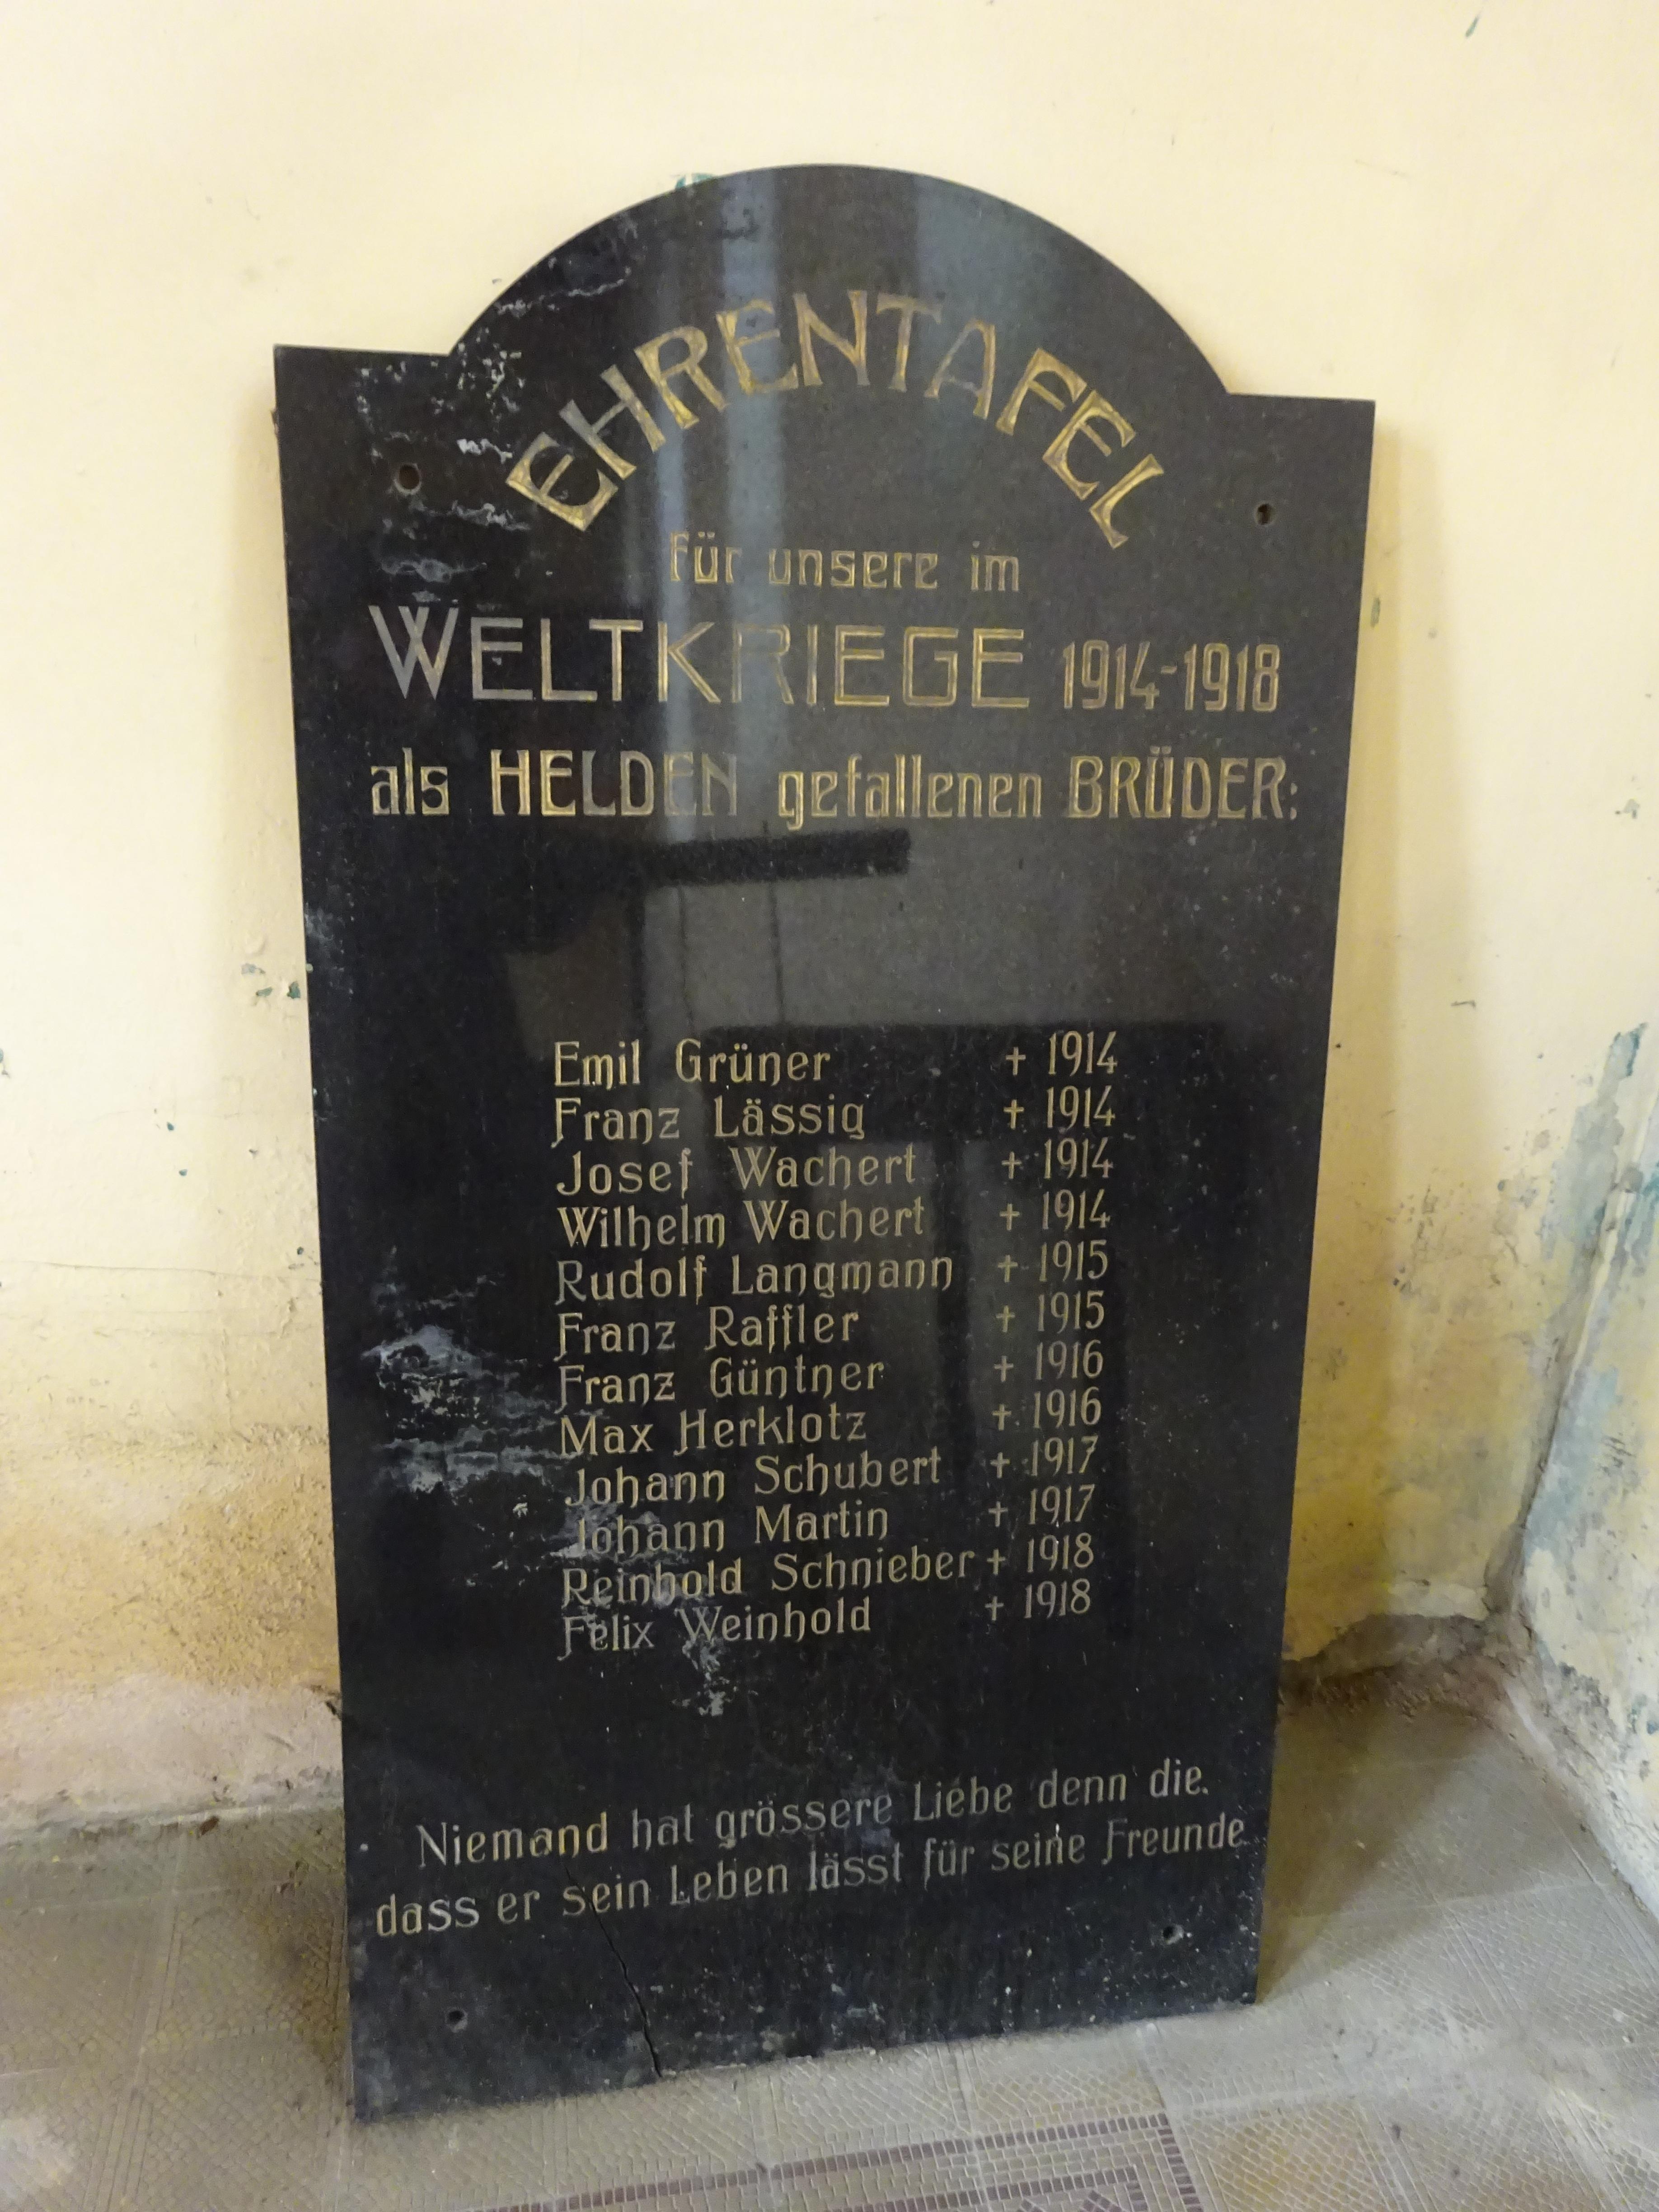 EHRENTAFEL
für unsere im
WELTKRIEGE 1914-1918
als HELDEN gefallenen BRÜDER:
Emil Grüner + 1914
Franz Lässig + 1914
Josef Wachert + 1914
Wilhelm Wachert + 1914
Rudolf Langmann + 1915
Franz Raffler + 1915
Franz Güntner + 1916
Max Herklotz + 1916
Johann Schubert + 1917
Johann Martin + 1917
Reinhold Schnieber + 1918
Felix Weinhold + 1918
Niemand hat grössere Liebe denn die,
dass er sein Leben lässt für seine Freunde.